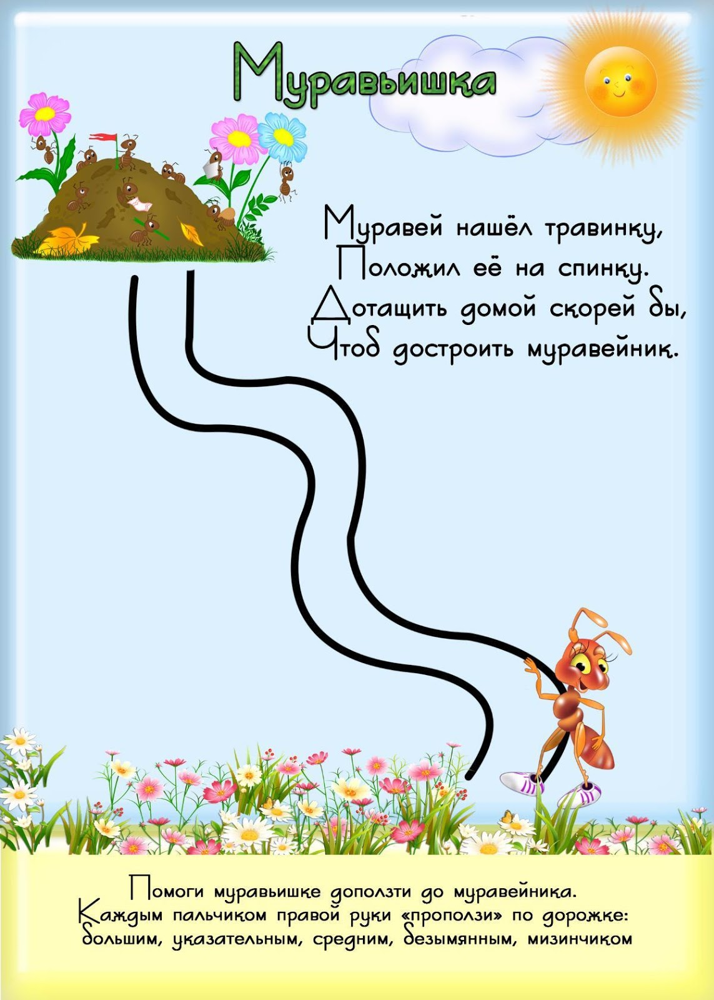 Муравьишка
Муравей нашёл травинку,
Положил её на спинку.
Дотащить домой скорей бы,
Чтоб достроить муравейник.
Помоги муравьишке доползти до муравейника.
Каждым пальчиком правой руки «проползи» по дорожке:
большим, указательным, средним, безымянным, мизинчиком